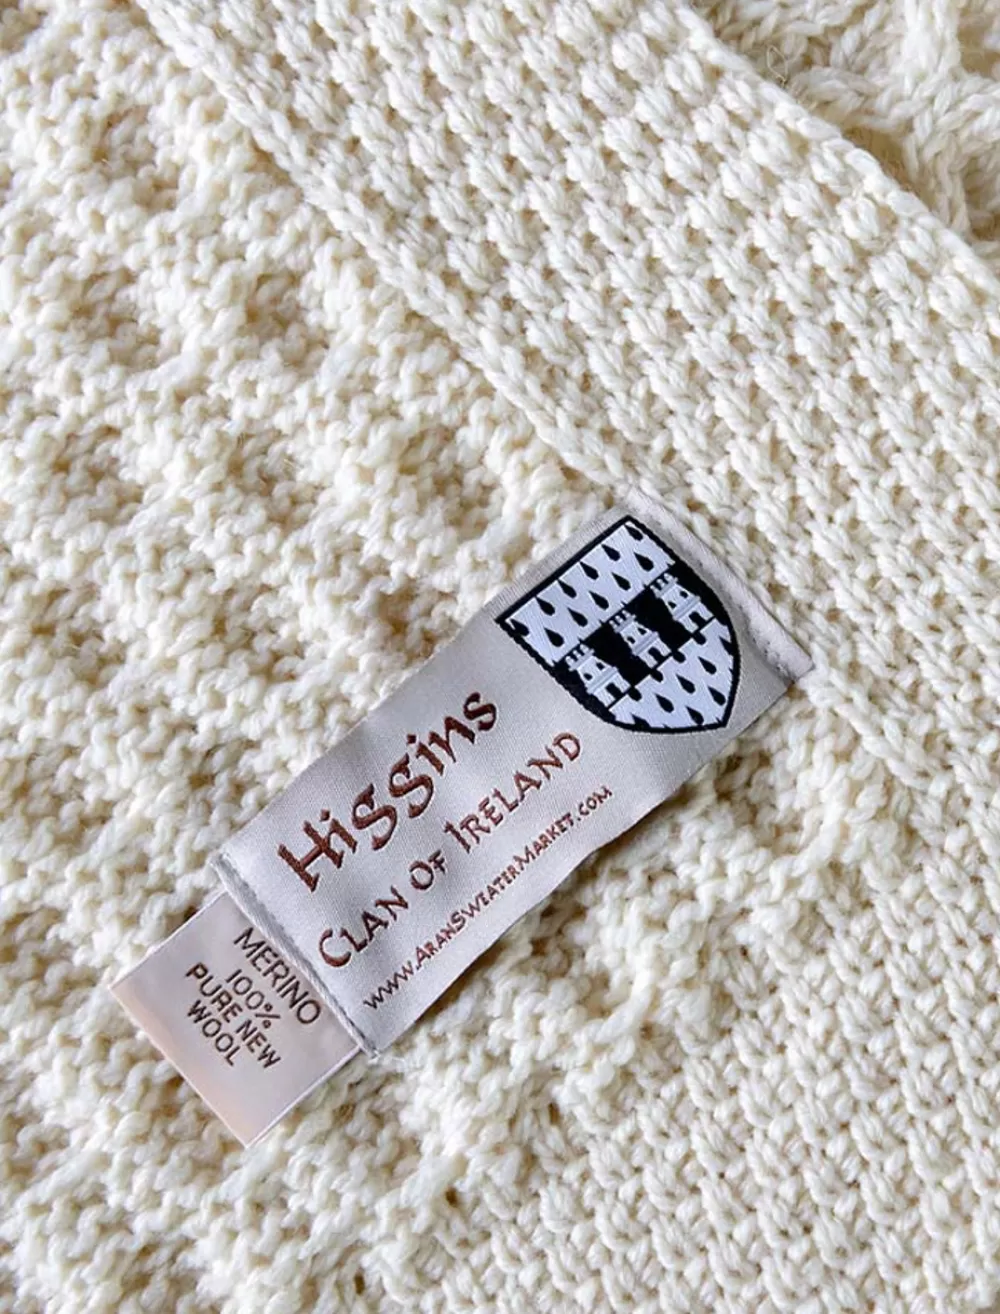 Higgins
Clan Of Ireland
www.AranSweaterMarket.com
MERINO
100%
PURE NEW
WOOL